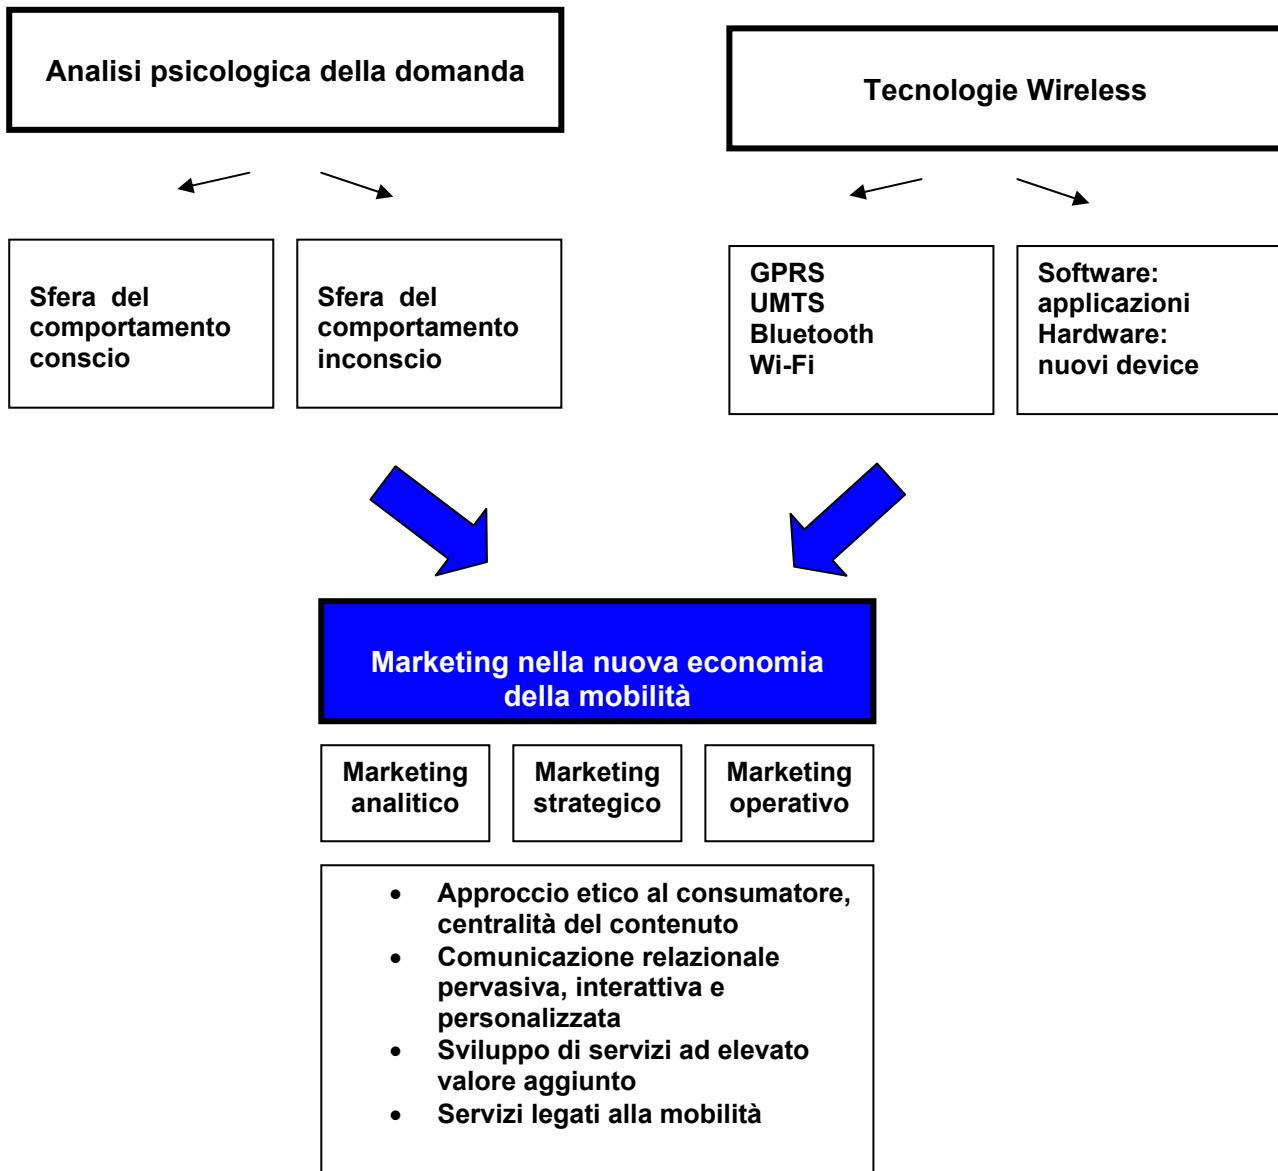 Analisi psicologica della domanda
Tecnologie Wireless
Sfera del
comportamento
conscio
Sfera del
comportamento
inconscio
GPRS
UMTS
Bluetooth
Wi-Fi
Software:
applicazioni
Hardware:
nuovi device
Marketing nella nuova economia
della mobilità
Marketing
analitico
Marketing
strategico
Marketing
operativo
• Approccio etico al consumatore,
centralità del contenuto
• Comunicazione relazionale
pervasiva, interattiva e
personalizzata
• Sviluppo di servizi ad elevato
valore aggiunto
• Servizi legati alla mobilità